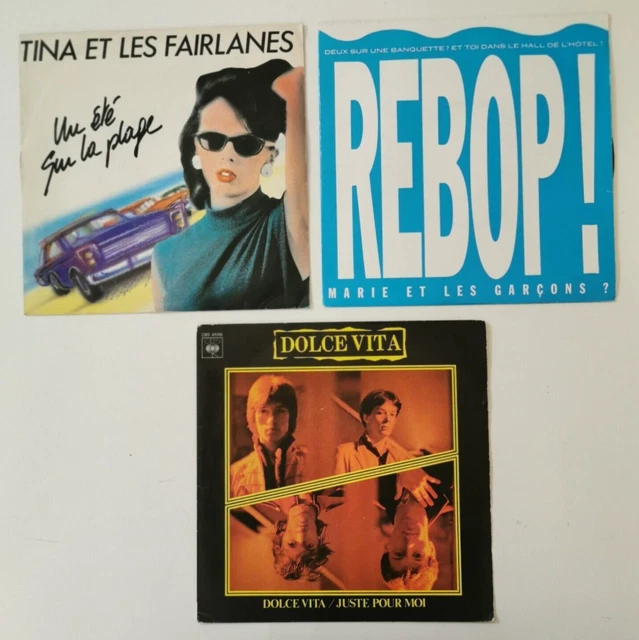 TINA ET LES FAIRLANES
Un été
sur la plage
DEUX SUR UNE BANQUETTE? ET TOI DANS LE HALL DE L'HÔTEL?
REBOP!
MARIE ET LES GARÇONS ?
DOLCE VITA
DOLCE VITA / JUSTE POUR MOI